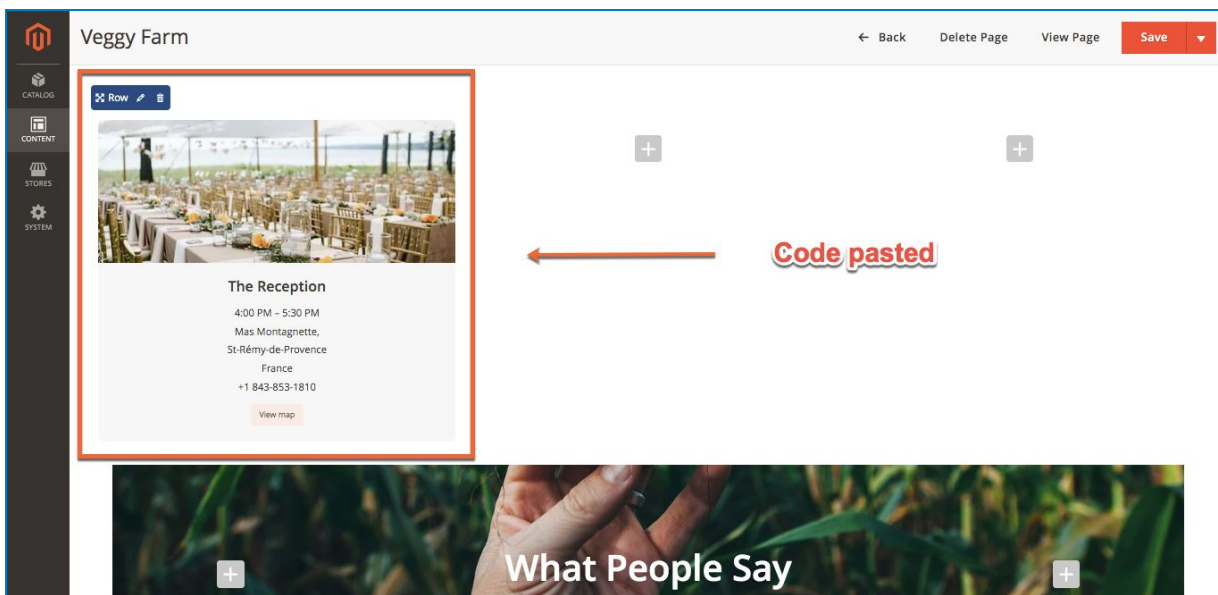 Veggy Farm
← Back Delete Page View Page Save
CATALOG
CONTENT
STORES
SYSTEM
Row
The Reception
4:00 PM – 5:30 PM
Mas Montagnette,
St-Rémy-de-Provence
France
+1 843-853-1810
View map
Code pasted
What People Say